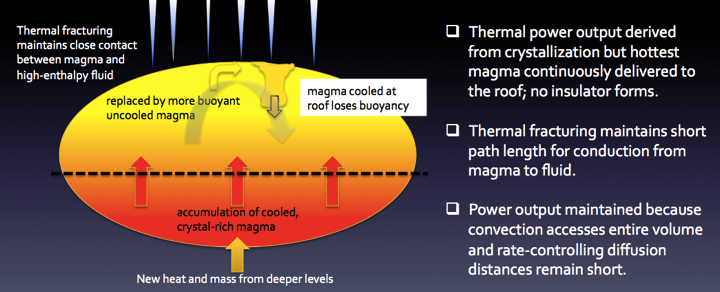 Thermal fracturing
maintains close contact
between magma and
high-enthalpy fluid
replaced by more buoyant
uncooled magma
magma cooled at
roof loses buoyancy
accumulation of cooled,
crystal-rich magma
New heat and mass from deeper levels
Thermal power output derived
from crystallization but hottest
magma continuously delivered to
the roof; no insulator forms.
Thermal fracturing maintains short
path length for conduction from
magma to fluid.
Power output maintained because
convection accesses entire volume
and rate-controlling diffusion
distances remain short.